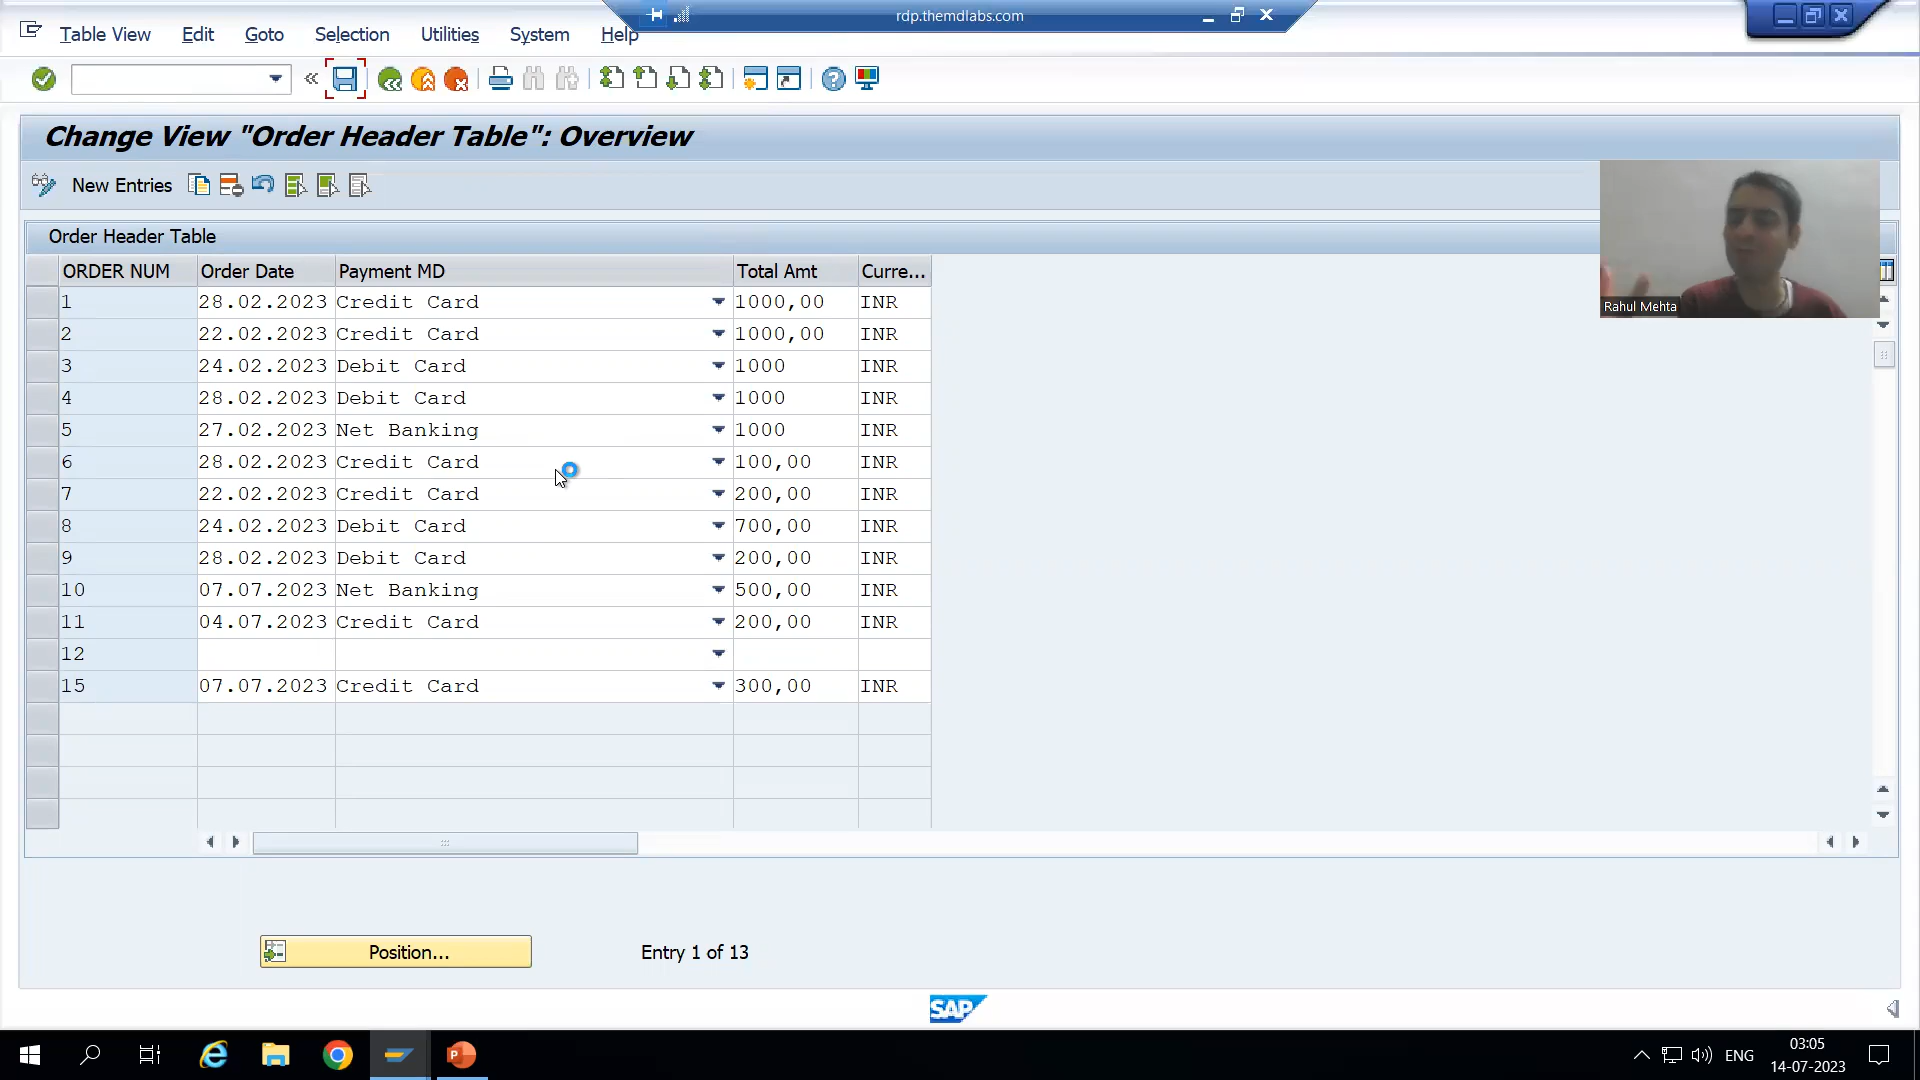 rdp.themdlabs.com
Table View Edit Goto Selection Utilities System Help
Change View "Order Header Table": Overview
New Entries
Order Header Table
ORDER NUM Order Date Payment MD Total Amt Curre...
1 28.02.2023 Credit Card 1000,00 INR
2 22.02.2023 Credit Card 1000,00 INR
3 24.02.2023 Debit Card 1000 INR
4 28.02.2023 Debit Card 1000 INR
5 27.02.2023 Net Banking 1000 INR
6 28.02.2023 Credit Card 100,00 INR
7 22.02.2023 Credit Card 200,00 INR
8 24.02.2023 Debit Card 700,00 INR
9 28.02.2023 Debit Card 200,00 INR
10 07.07.2023 Net Banking 500,00 INR
11 04.07.2023 Credit Card 200,00 INR
12
15 07.07.2023 Credit Card 300,00 INR
Rahul Mehta
Position... Entry 1 of 13
SAP
ENG
03:05
14-07-2023